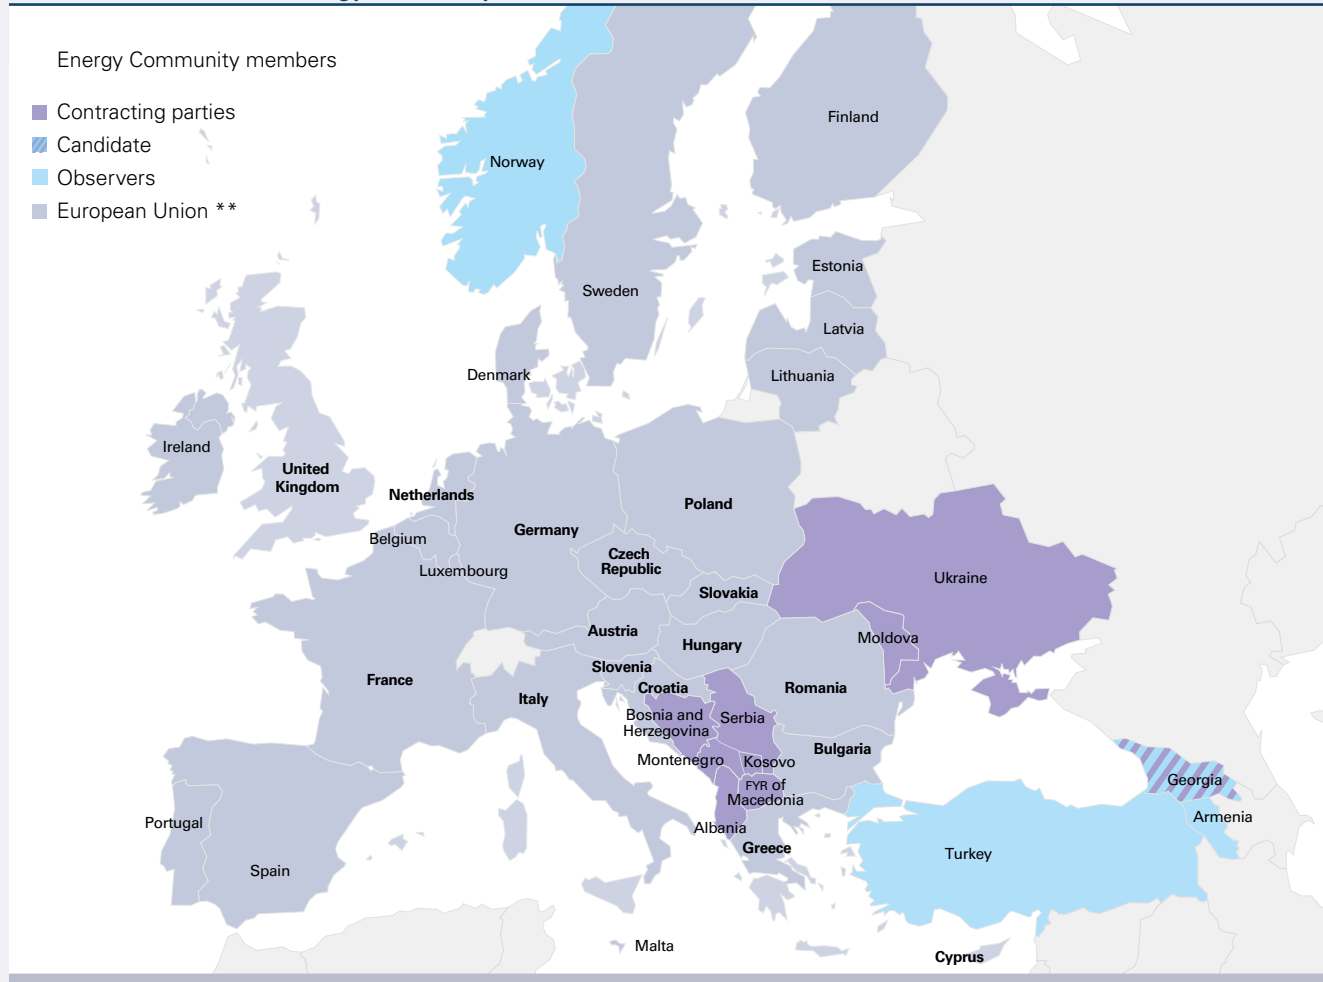 Energy Community members
Contracting parties
Candidate
Observers
European Union **
Finland
Norway
Estonia
Sweden
Latvia
Denmark
Lithuania
Ireland
United
Kingdom
Netherlands
Poland
Germany
Belgium
Czech
Republic
Luxembourg
Ukraine
Slovakia
Austria
Moldova
Hungary
Slovenia
France
Croatia
Romania
Italy
Bosnia and
Herzegovina
Serbia
Bulgaria
Montenegro
Kosovo
Georgia
FYR of
Macedonia
Armenia
Portugal
Albania
Greece
Turkey
Spain
Malta
Cyprus